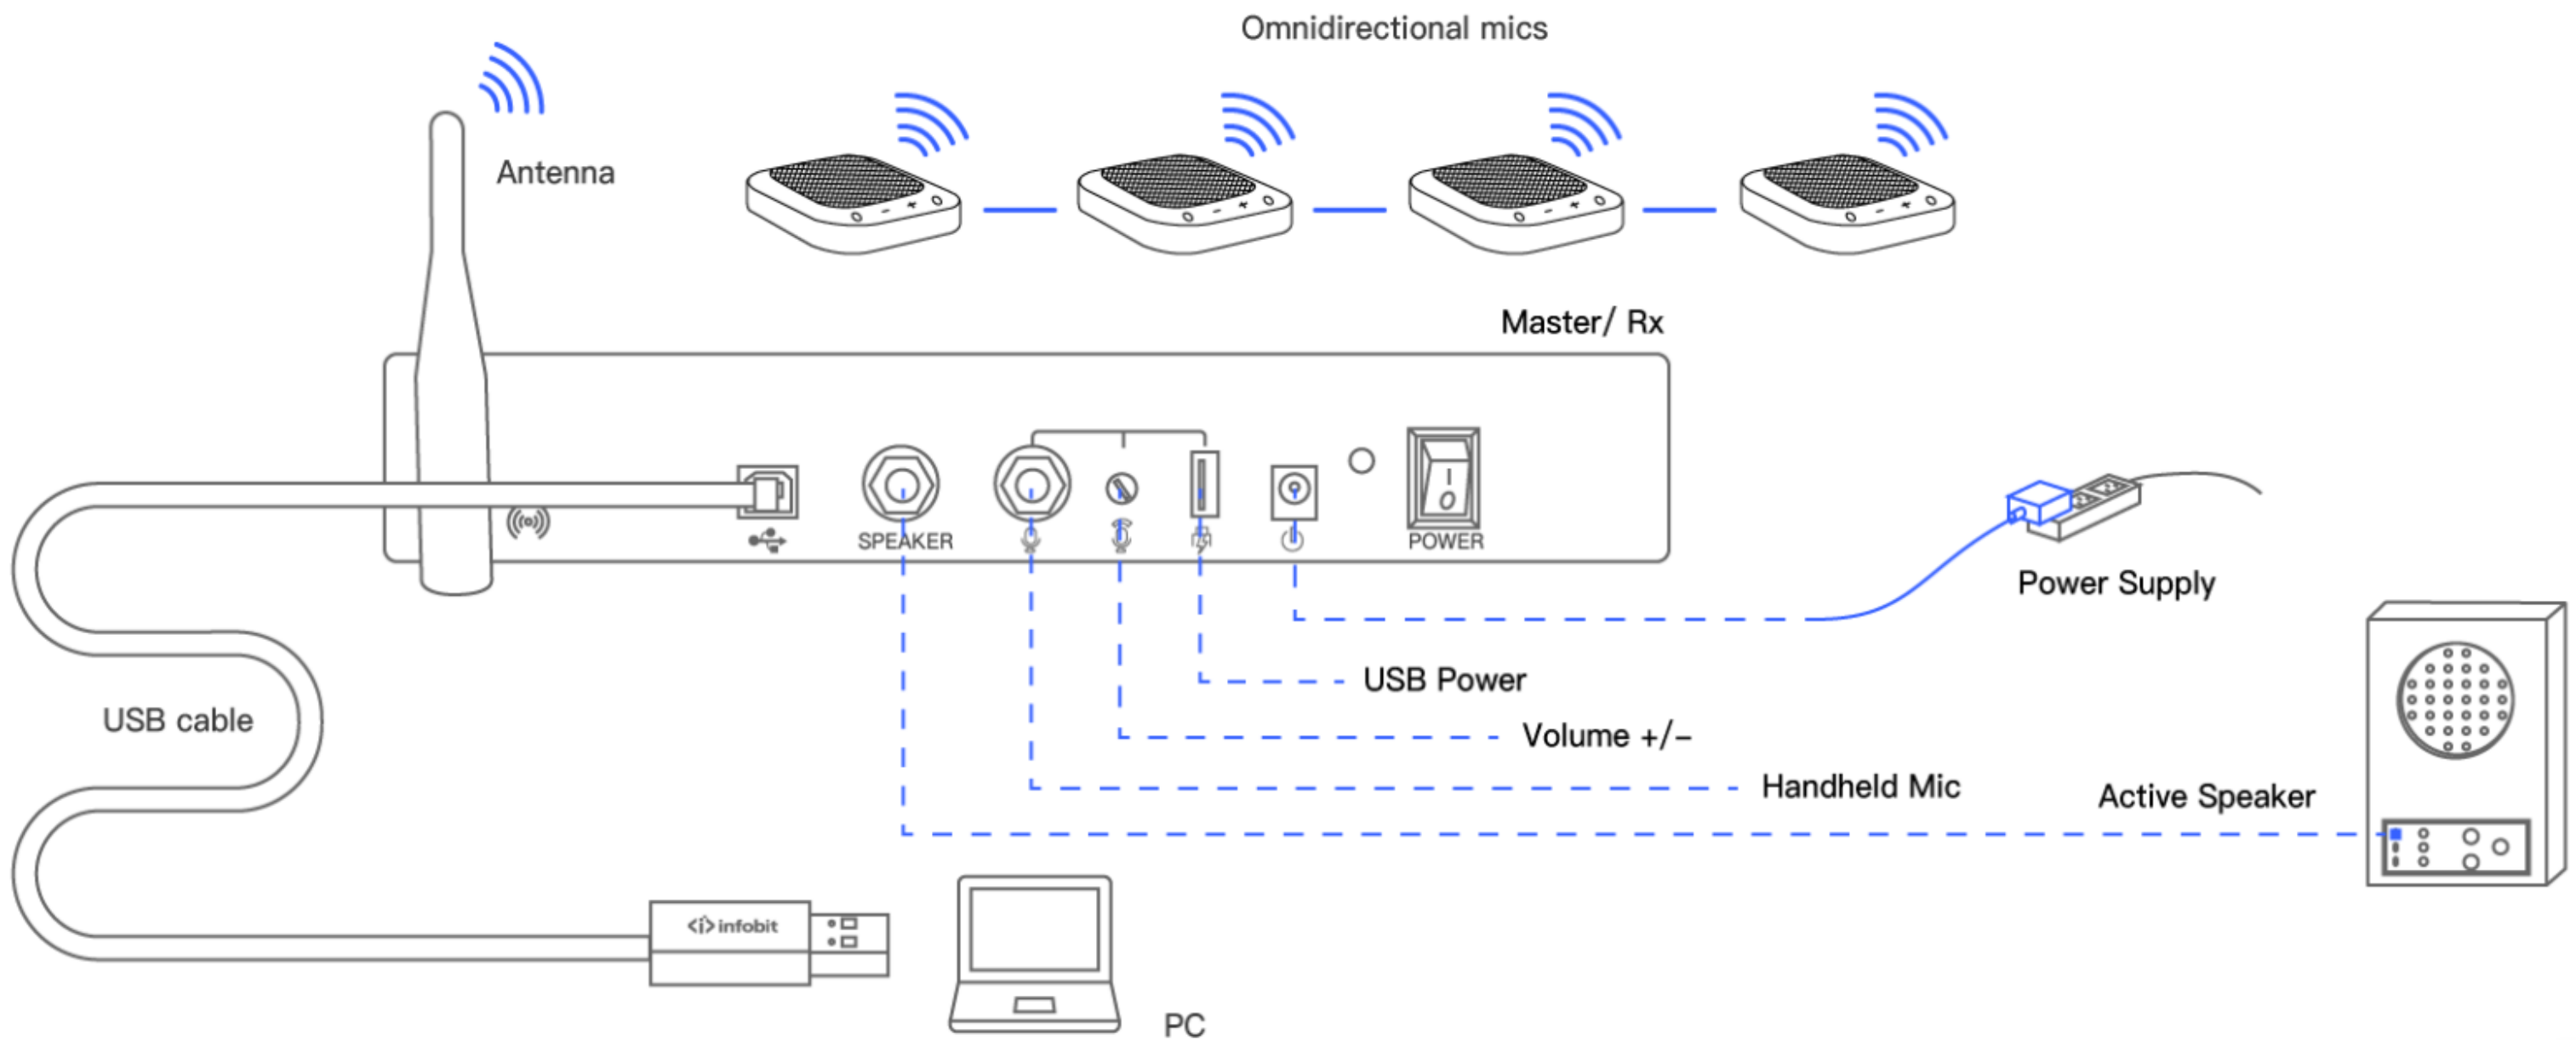 Omnidirectional mics
Antenna
Master/ Rx
SPEAKER
POWER
Power Supply
USB Power
USB cable
Volume +/−
Handheld Mic
Active Speaker
<i> infobit
PC